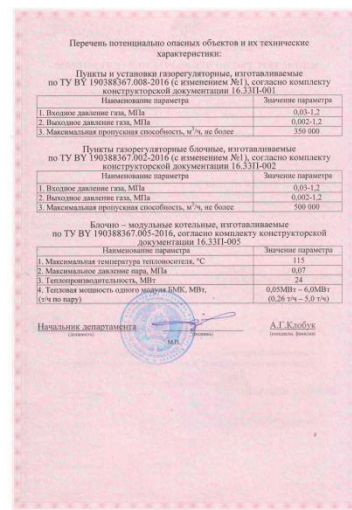 Перечень потенциально опасных объектов и их технические
характеристики:
Пункты и установки газорегуляторные, изготавливаемые
по ТУ BY 190388367.008-2016 (с изменением №1), согласно комплекту
конструкторской документации 16.33П-001
Наименование параметра Значение параметра
1. Входное давление газа, МПа 0,03-1,2
2. Выходное давление газа, МПа 0,002-1,2
3. Максимальная пропускная способность, м³/ч, не более 350 000
Пункты газорегуляторные блочные, изготавливаемые
по ТУ BY 190388367.002-2016 (с изменением №1), согласно комплекту
конструкторской документации 16.33П-002
Наименование параметра Значение параметра
1. Входное давление газа, МПа 0,03-1,2
2. Выходное давление газа, МПа 0,002-1,2
3. Максимальная пропускная способность, м³/ч, не более 500 000
Блочно – модульные котельные, изготавливаемые
по ТУ BY 190388367.005-2016, согласно комплекту конструкторской
документации 16.33П-005
Наименование параметра Значение параметра
1. Максимальная температура теплоносителя, °С 115
2. Максимальное давление пара, МПа 0,07
3. Теплопроизводительность, МВт 24
4. Тепловая мощность одного модуля БМК, МВт, 0,05МВт – 6,0МВт
(т/ч по пару) (0,26 т/ч – 5,0 т/ч)
Начальник департамента А.Г.Клобук
(должность) (подпись) (инициалы, фамилия)
М.П.